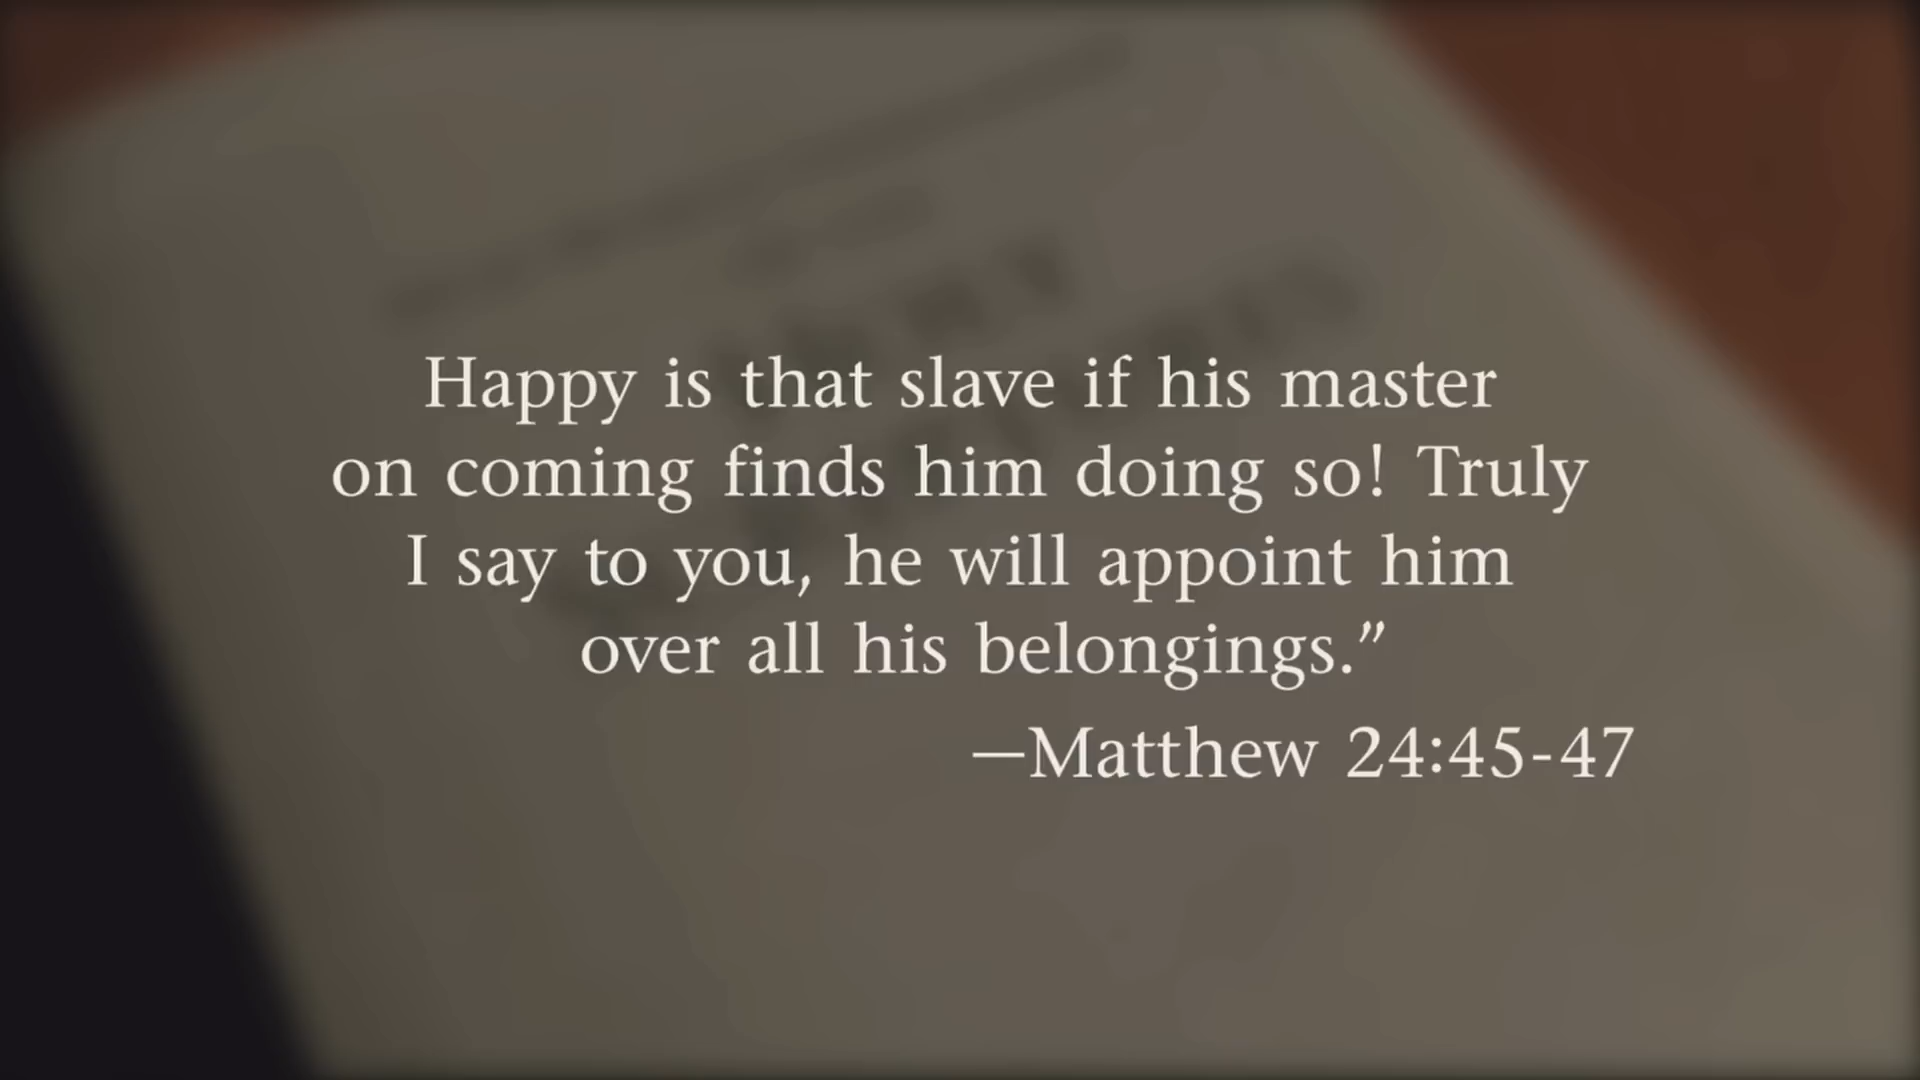 Happy is that slave if his master
on coming finds him doing so! Truly
I say to you, he will appoint him
over all his belongings.”
—Matthew 24:45-47